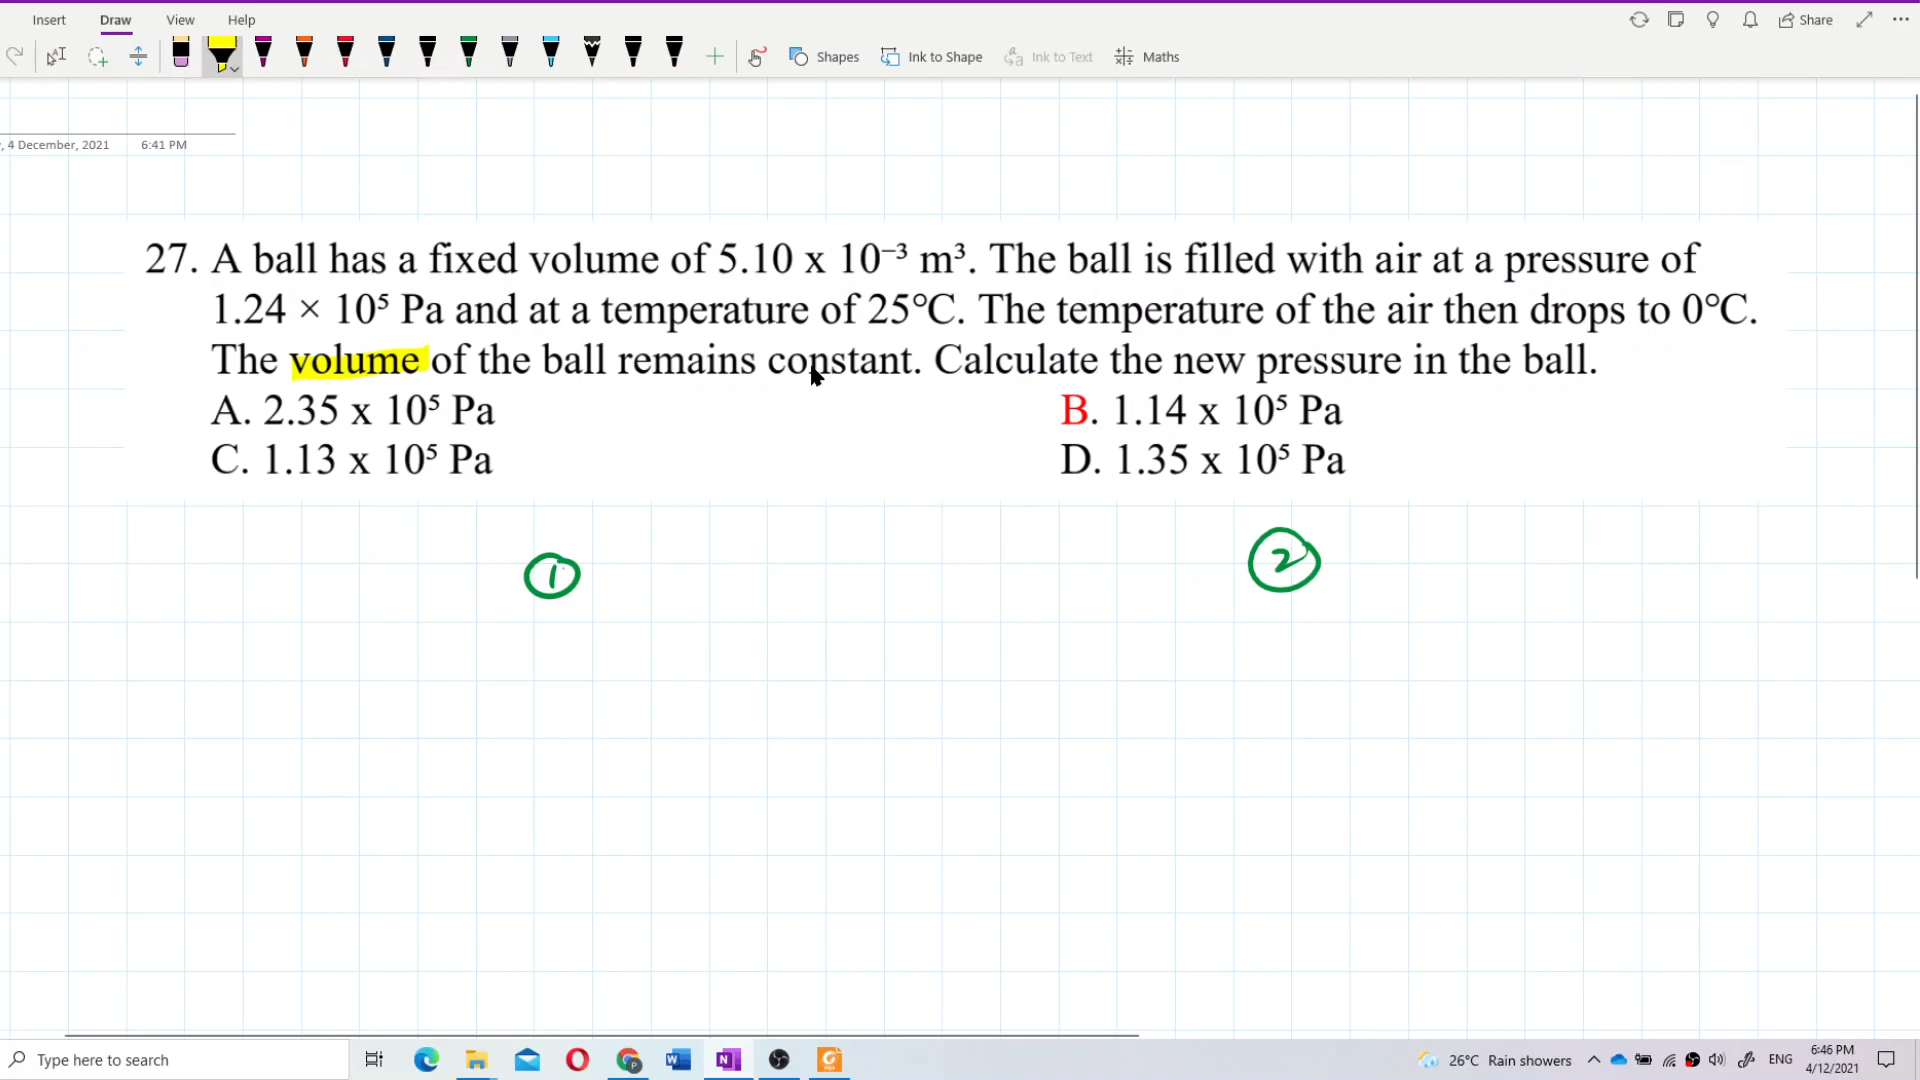 Insert Draw View Help
Share
Shapes Ink to Shape Ink to Text Maths
, 4 December, 2021 6:41 PM
27. A ball has a fixed volume of 5.10 x 10⁻³ m³. The ball is filled with air at a pressure of
1.24 × 10⁵ Pa and at a temperature of 25°C. The temperature of the air then drops to 0°C.
The volume of the ball remains constant. Calculate the new pressure in the ball.
A. 2.35 x 10⁵ Pa B. 1.14 x 10⁵ Pa
C. 1.13 x 10⁵ Pa D. 1.35 x 10⁵ Pa
1 2
Type here to search
26°C Rain showers ENG
6:46 PM
4/12/2021